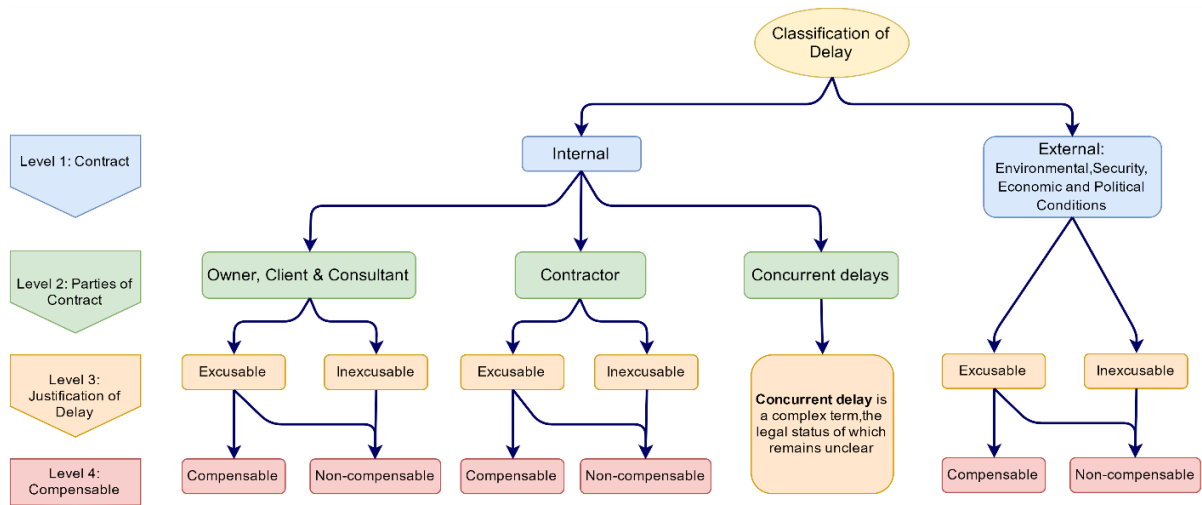 Classification of
Delay
Level 1: Contract
Internal
External:
Environmental,Security,
Economic and Political
Conditions
Level 2: Parties of
Contract
Owner, Client & Consultant
Contractor
Concurrent delays
Level 3:
Justification of
Delay
Excusable
Inexcusable
Excusable
Inexcusable
Concurrent delay is
a complex term,the
legal status of which
remains unclear
Excusable
Inexcusable
Level 4:
Compensable
Compensable
Non-compensable
Compensable
Non-compensable
Compensable
Non-compensable